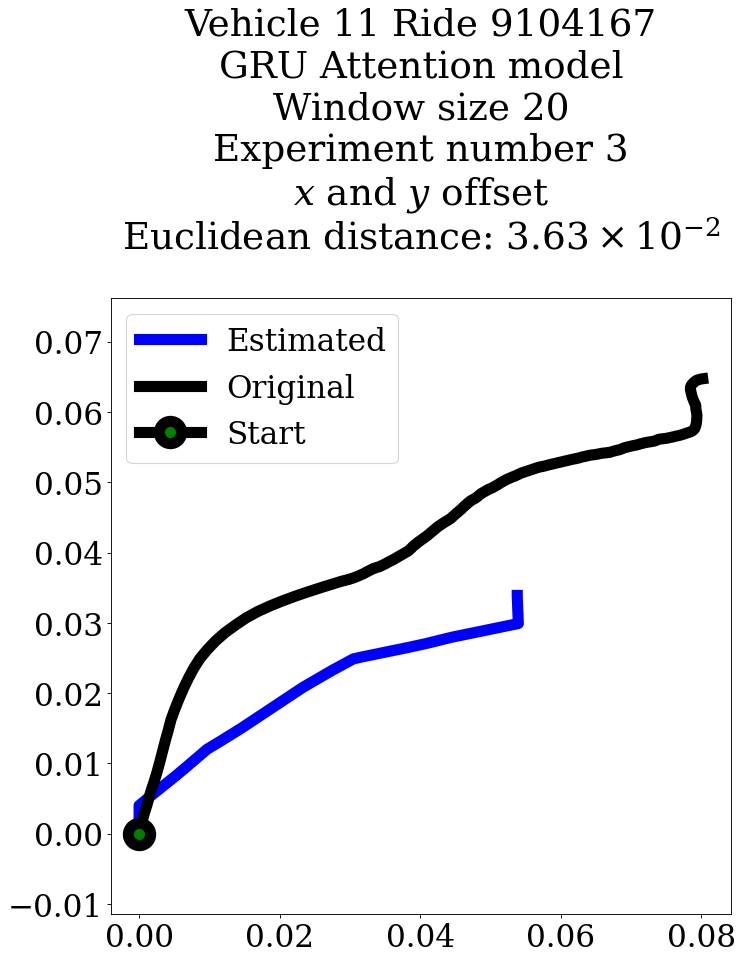 Vehicle 11 Ride 9104167
GRU Attention model
Window size 20
Experiment number 3
x and y offset
Euclidean distance: 3.63 × 10⁻²
Estimated
Original
Start
0.07
0.06
0.05
0.04
0.03
0.02
0.01
0.00
−0.01
0.00 0.02 0.04 0.06 0.08